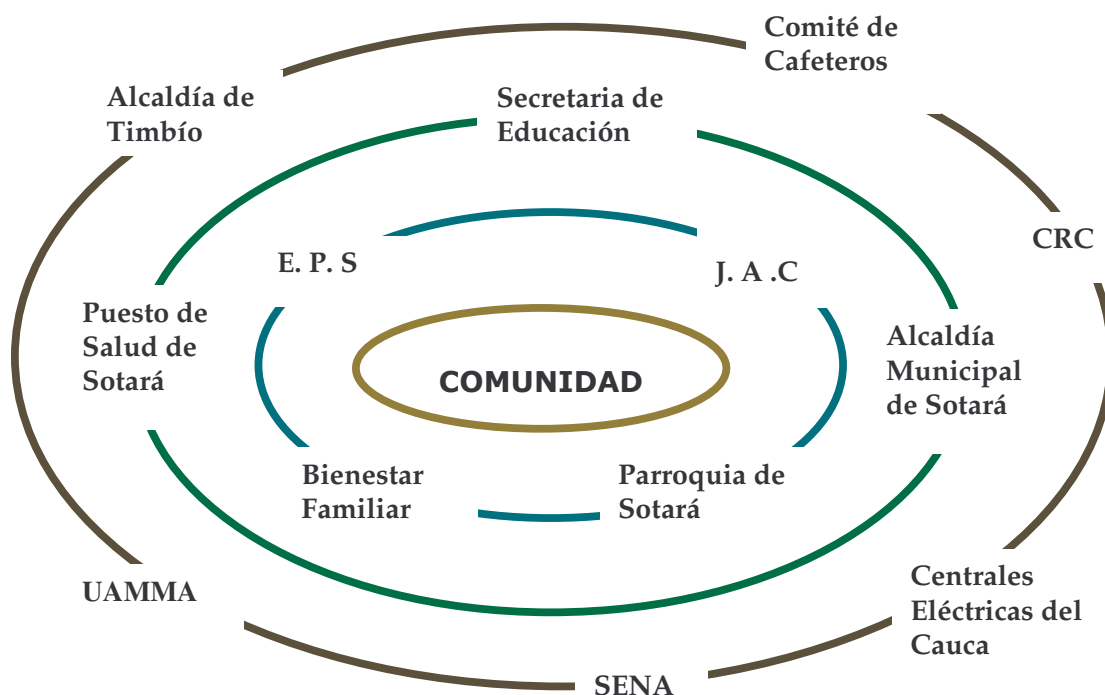 Comité de
Cafeteros
Alcaldía de
Timbío
Secretaria de
Educación
CRC
E. P. S
J. A .C
Puesto de
Salud de
Sotará
COMUNIDAD
Alcaldía
Municipal
de Sotará
Bienestar
Familiar
Parroquia de
Sotará
UAMMA
Centrales
Eléctricas del
Cauca
SENA